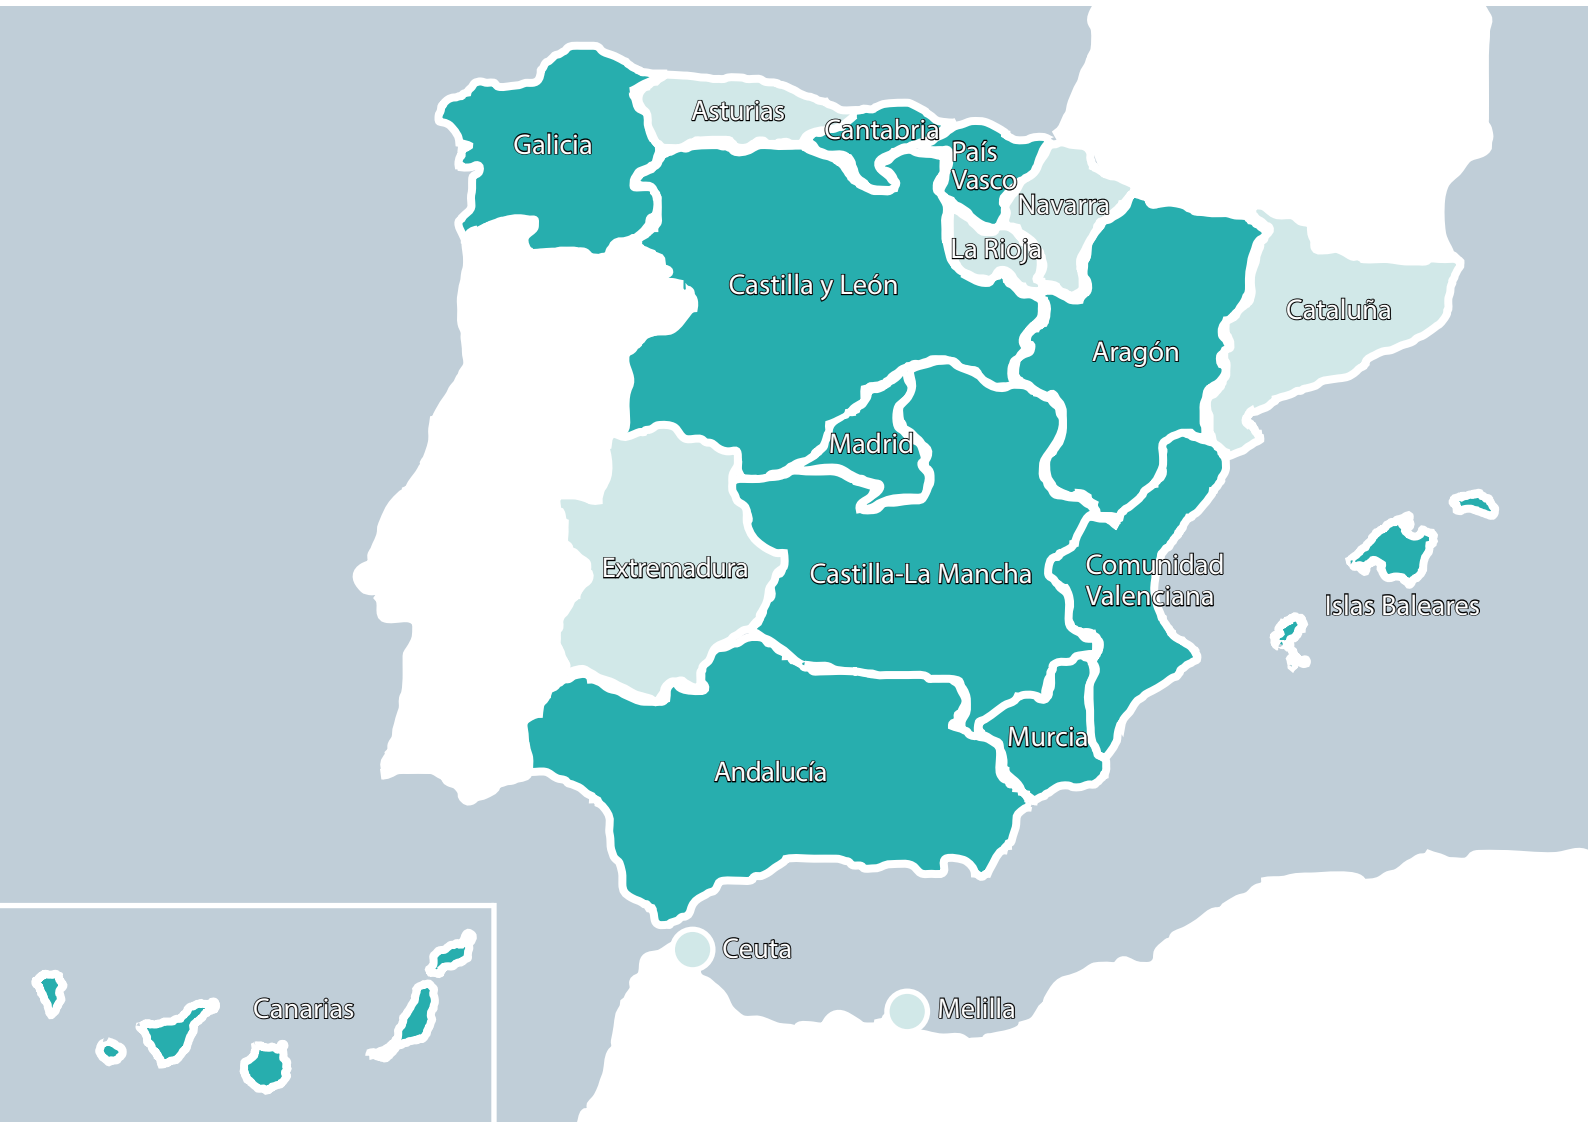 Asturias
Cantabria
Galicia
País
Vasco
Navarra
La Rioja
Castilla y León
Cataluña
Aragón
Madrid
Extremadura
Castilla-La Mancha
Comunidad
Valenciana
Islas Baleares
Murcia
Andalucía
Ceuta
Canarias
Melilla